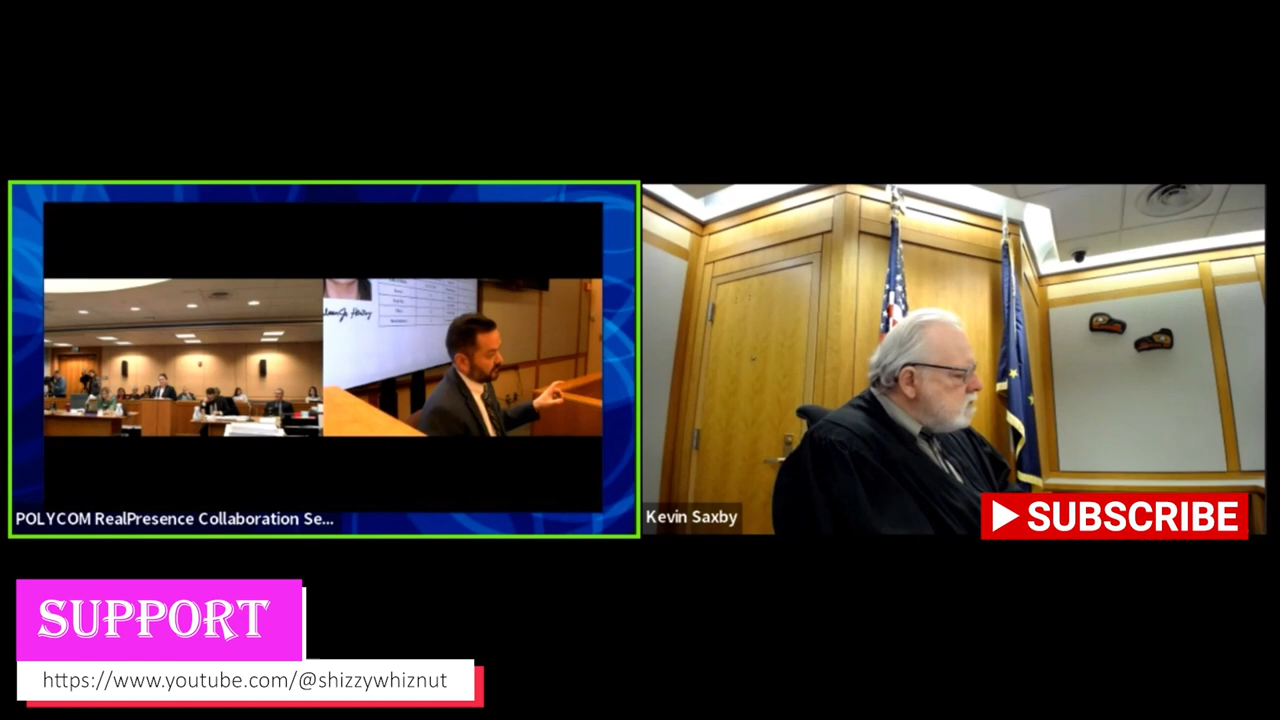 POLYCOM RealPresence Collaboration Se...
Kevin Saxby
SUBSCRIBE
SUPPORT
https://www.youtube.com/@shizzywhiznut